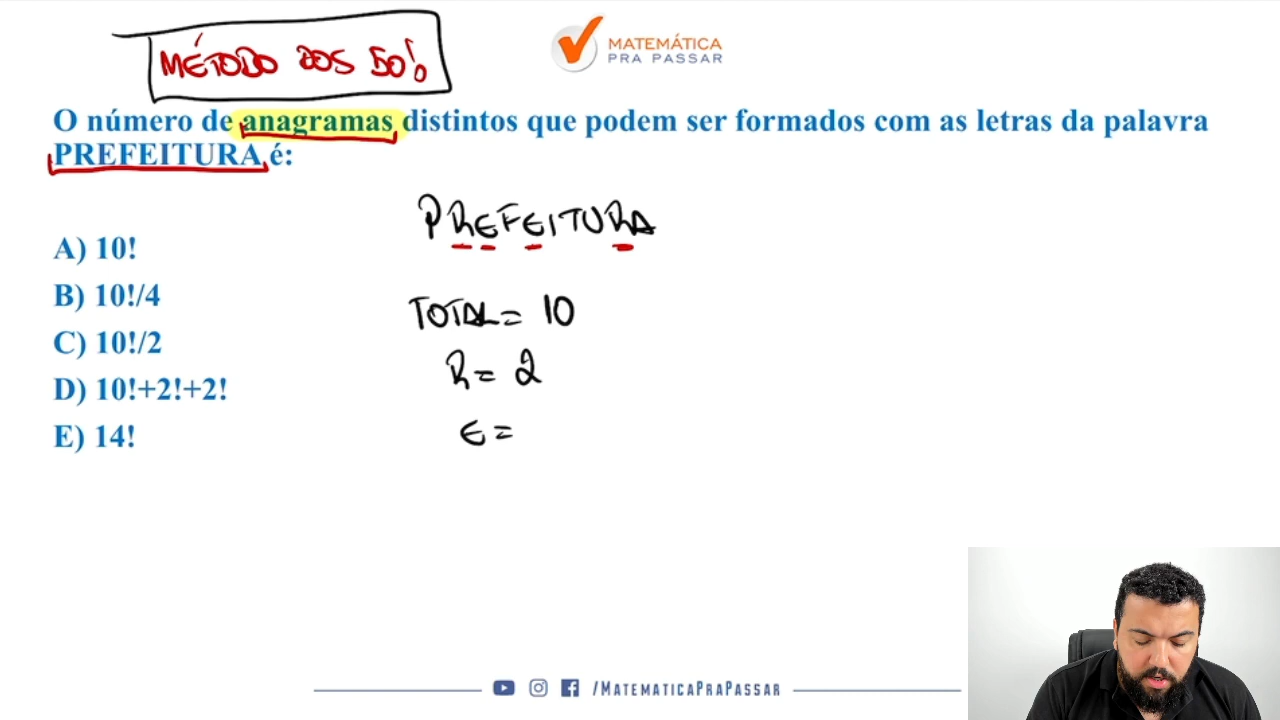 MÉTODO DOS 50!
MATEMÁTICA
PRA PASSAR
O número de anagramas distintos que podem ser formados com as letras da palavra
PREFEITURA é:
PREFEITURA
A) 10!
B) 10!/4
TOTAL = 10
C) 10!/2
R = 2
D) 10!+2!+2!
E =
E) 14!
/MATEMATICAPRAPASSAR